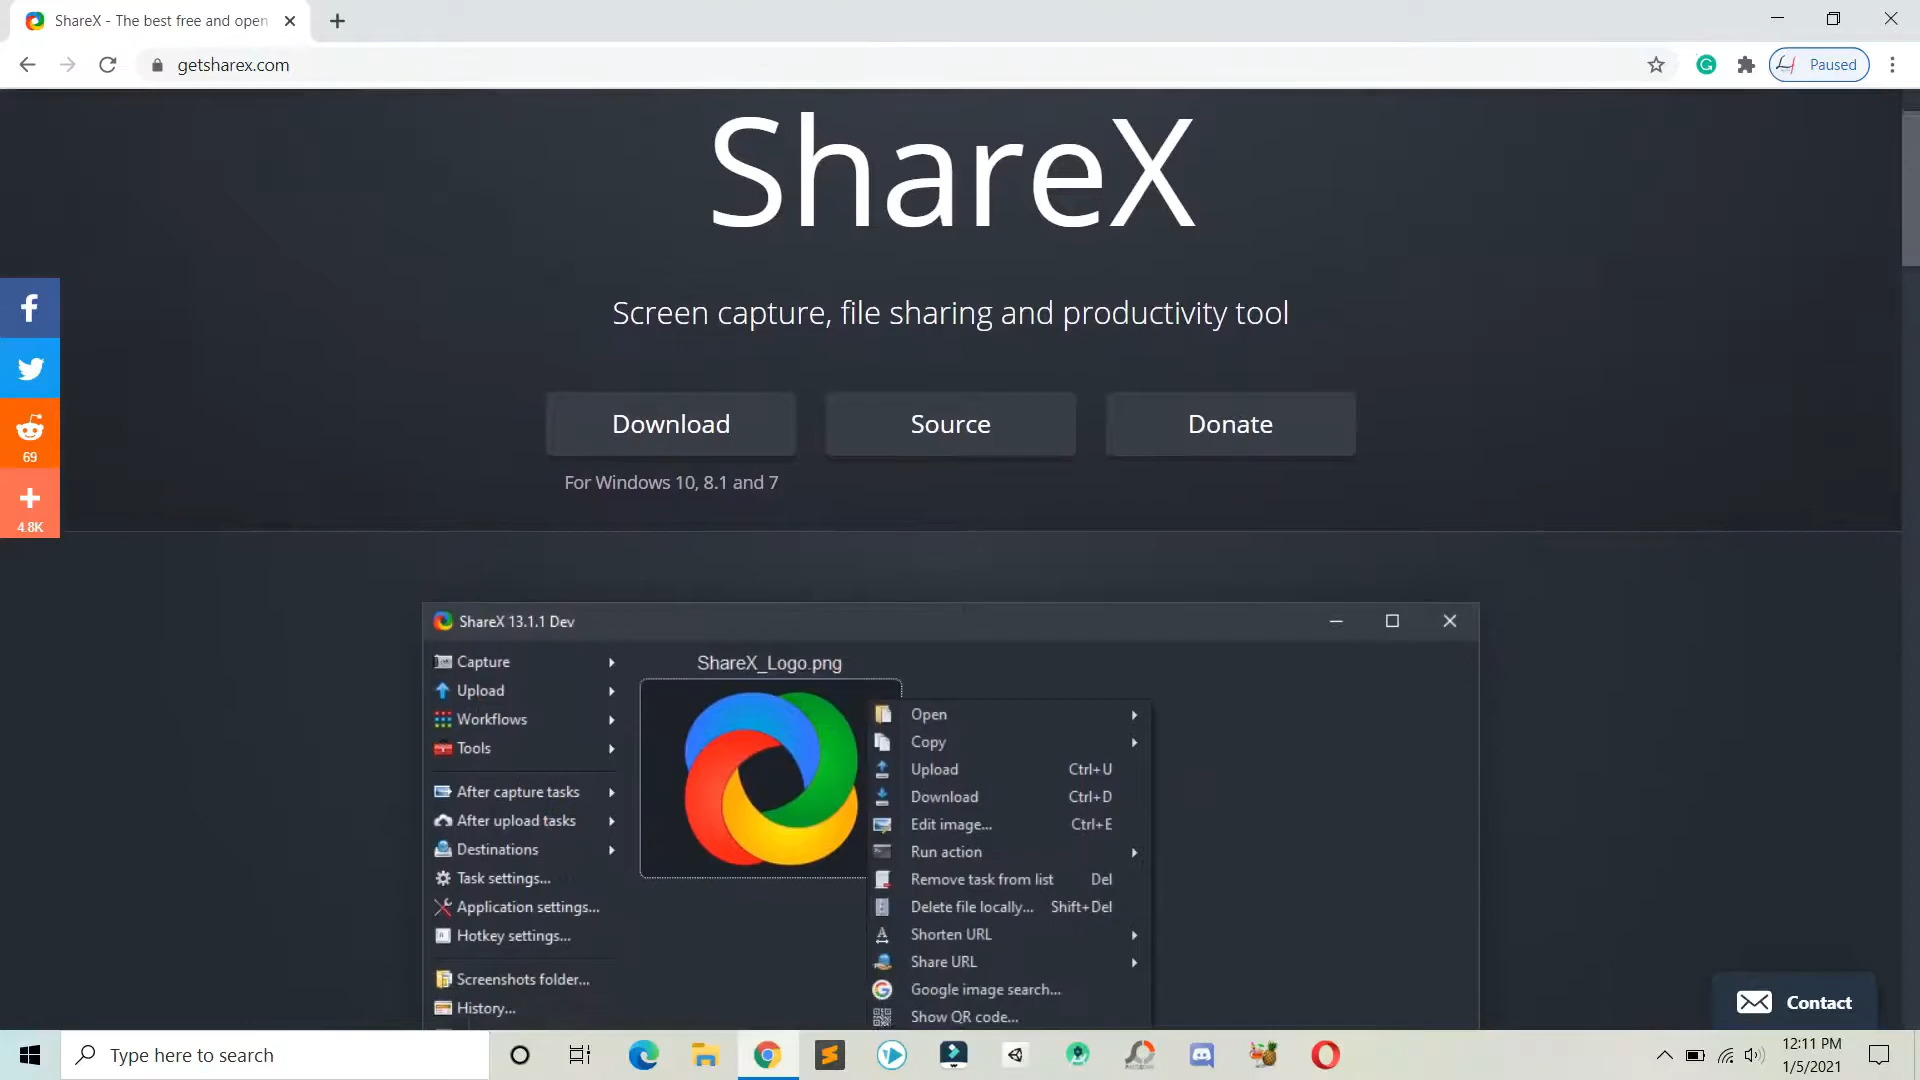 ShareX - The best free and open
getsharex.com
Paused
ShareX
Screen capture, file sharing and productivity tool
Download
Source
Donate
For Windows 10, 8.1 and 7
69
4.8K
ShareX 13.1.1 Dev
Capture
Upload
Workflows
Tools
After capture tasks
After upload tasks
Destinations
Task settings...
Application settings...
Hotkey settings...
Screenshots folder...
History...
ShareX_Logo.png
Open
Copy
Upload Ctrl+U
Download Ctrl+D
Edit image... Ctrl+E
Run action
Remove task from list Del
Delete file locally... Shift+Del
Shorten URL
Share URL
Google image search...
Show QR code...
Contact
Type here to search
12:11 PM
1/5/2021